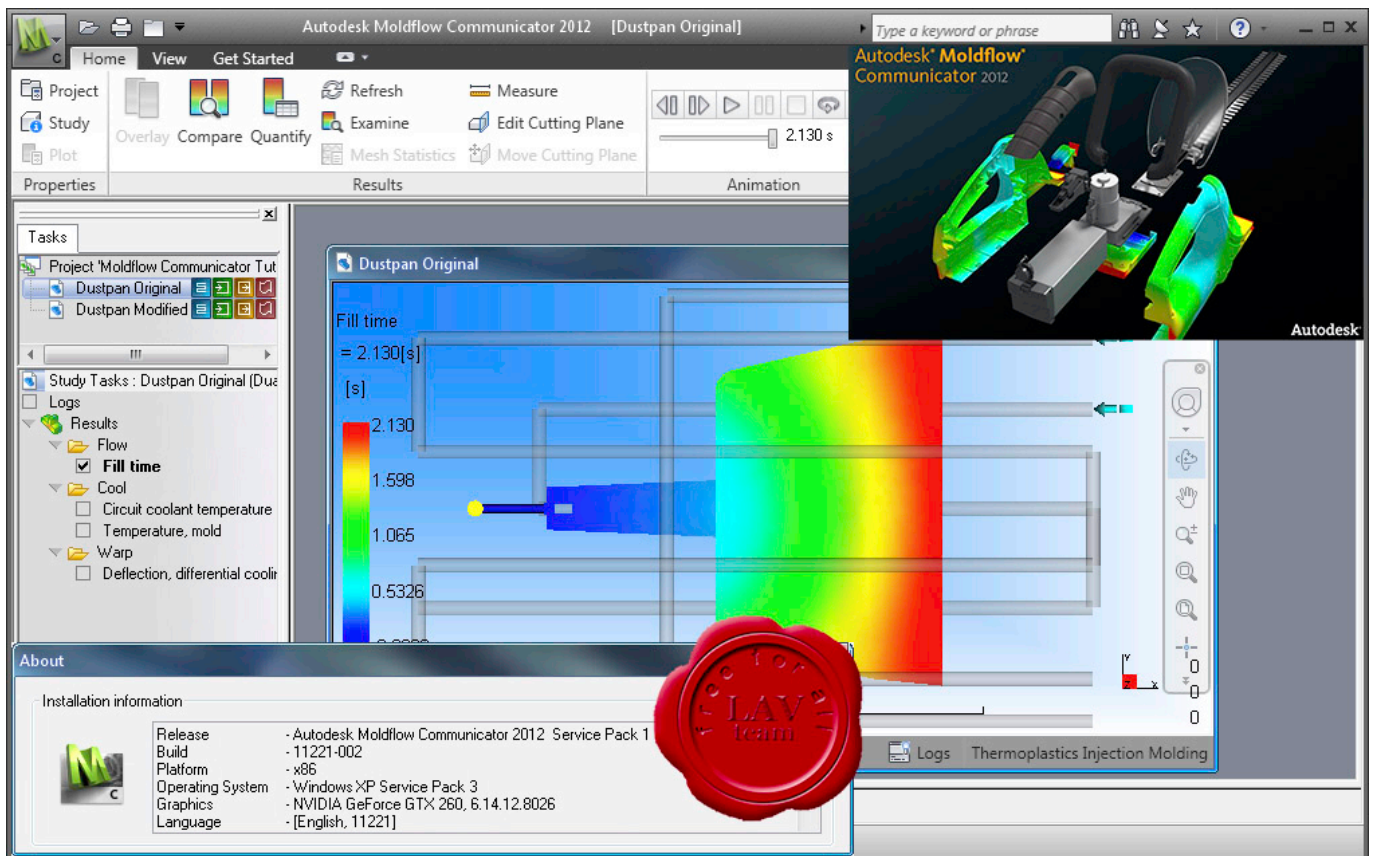 Autodesk Moldflow Communicator 2012 [Dustpan Original]
Type a keyword or phrase
C
Home View Get Started
Project
Study
Plot
Overlay
Compare
Quantify
Refresh
Examine
Mesh Statistics
Measure
Edit Cutting Plane
Move Cutting Plane
2.130 s
Properties
Results
Animation
Autodesk® Moldflow®
Communicator 2012
Autodesk
Tasks
Project 'Moldflow Communicator Tut
Dustpan Original
Dustpan Modified
Study Tasks : Dustpan Original (Dua
Logs
Results
Flow
Fill time
Cool
Circuit coolant temperature
Temperature, mold
Warp
Deflection, differential coolin
Dustpan Original
Fill time
= 2.130[s]
[s]
2.130
1.598
1.065
0.5326
Y
Z X
0
0
0
Logs Thermoplastics Injection Molding
About
Installation information
Release - Autodesk Moldflow Communicator 2012 Service Pack 1
Build - 11221-002
Platform - x86
Operating System - Windows XP Service Pack 3
Graphics - NVIDIA GeForce GTX 260, 6.14.12.8026
Language - [English, 11221]
C
free for all
LAV
team